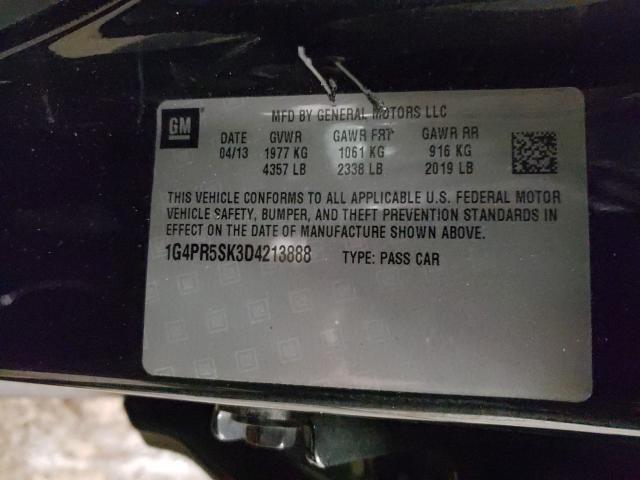 MFD BY GENERAL MOTORS LLC
GM
DATE GVWR GAWR FRT GAWR RR
04/13 1977 KG 1061 KG 916 KG
4357 LB 2338 LB 2019 LB
THIS VEHICLE CONFORMS TO ALL APPLICABLE U.S. FEDERAL MOTOR
VEHICLE SAFETY, BUMPER, AND THEFT PREVENTION STANDARDS IN
EFFECT ON THE DATE OF MANUFACTURE SHOWN ABOVE.
1G4PR5SK3D4213888 TYPE: PASS CAR